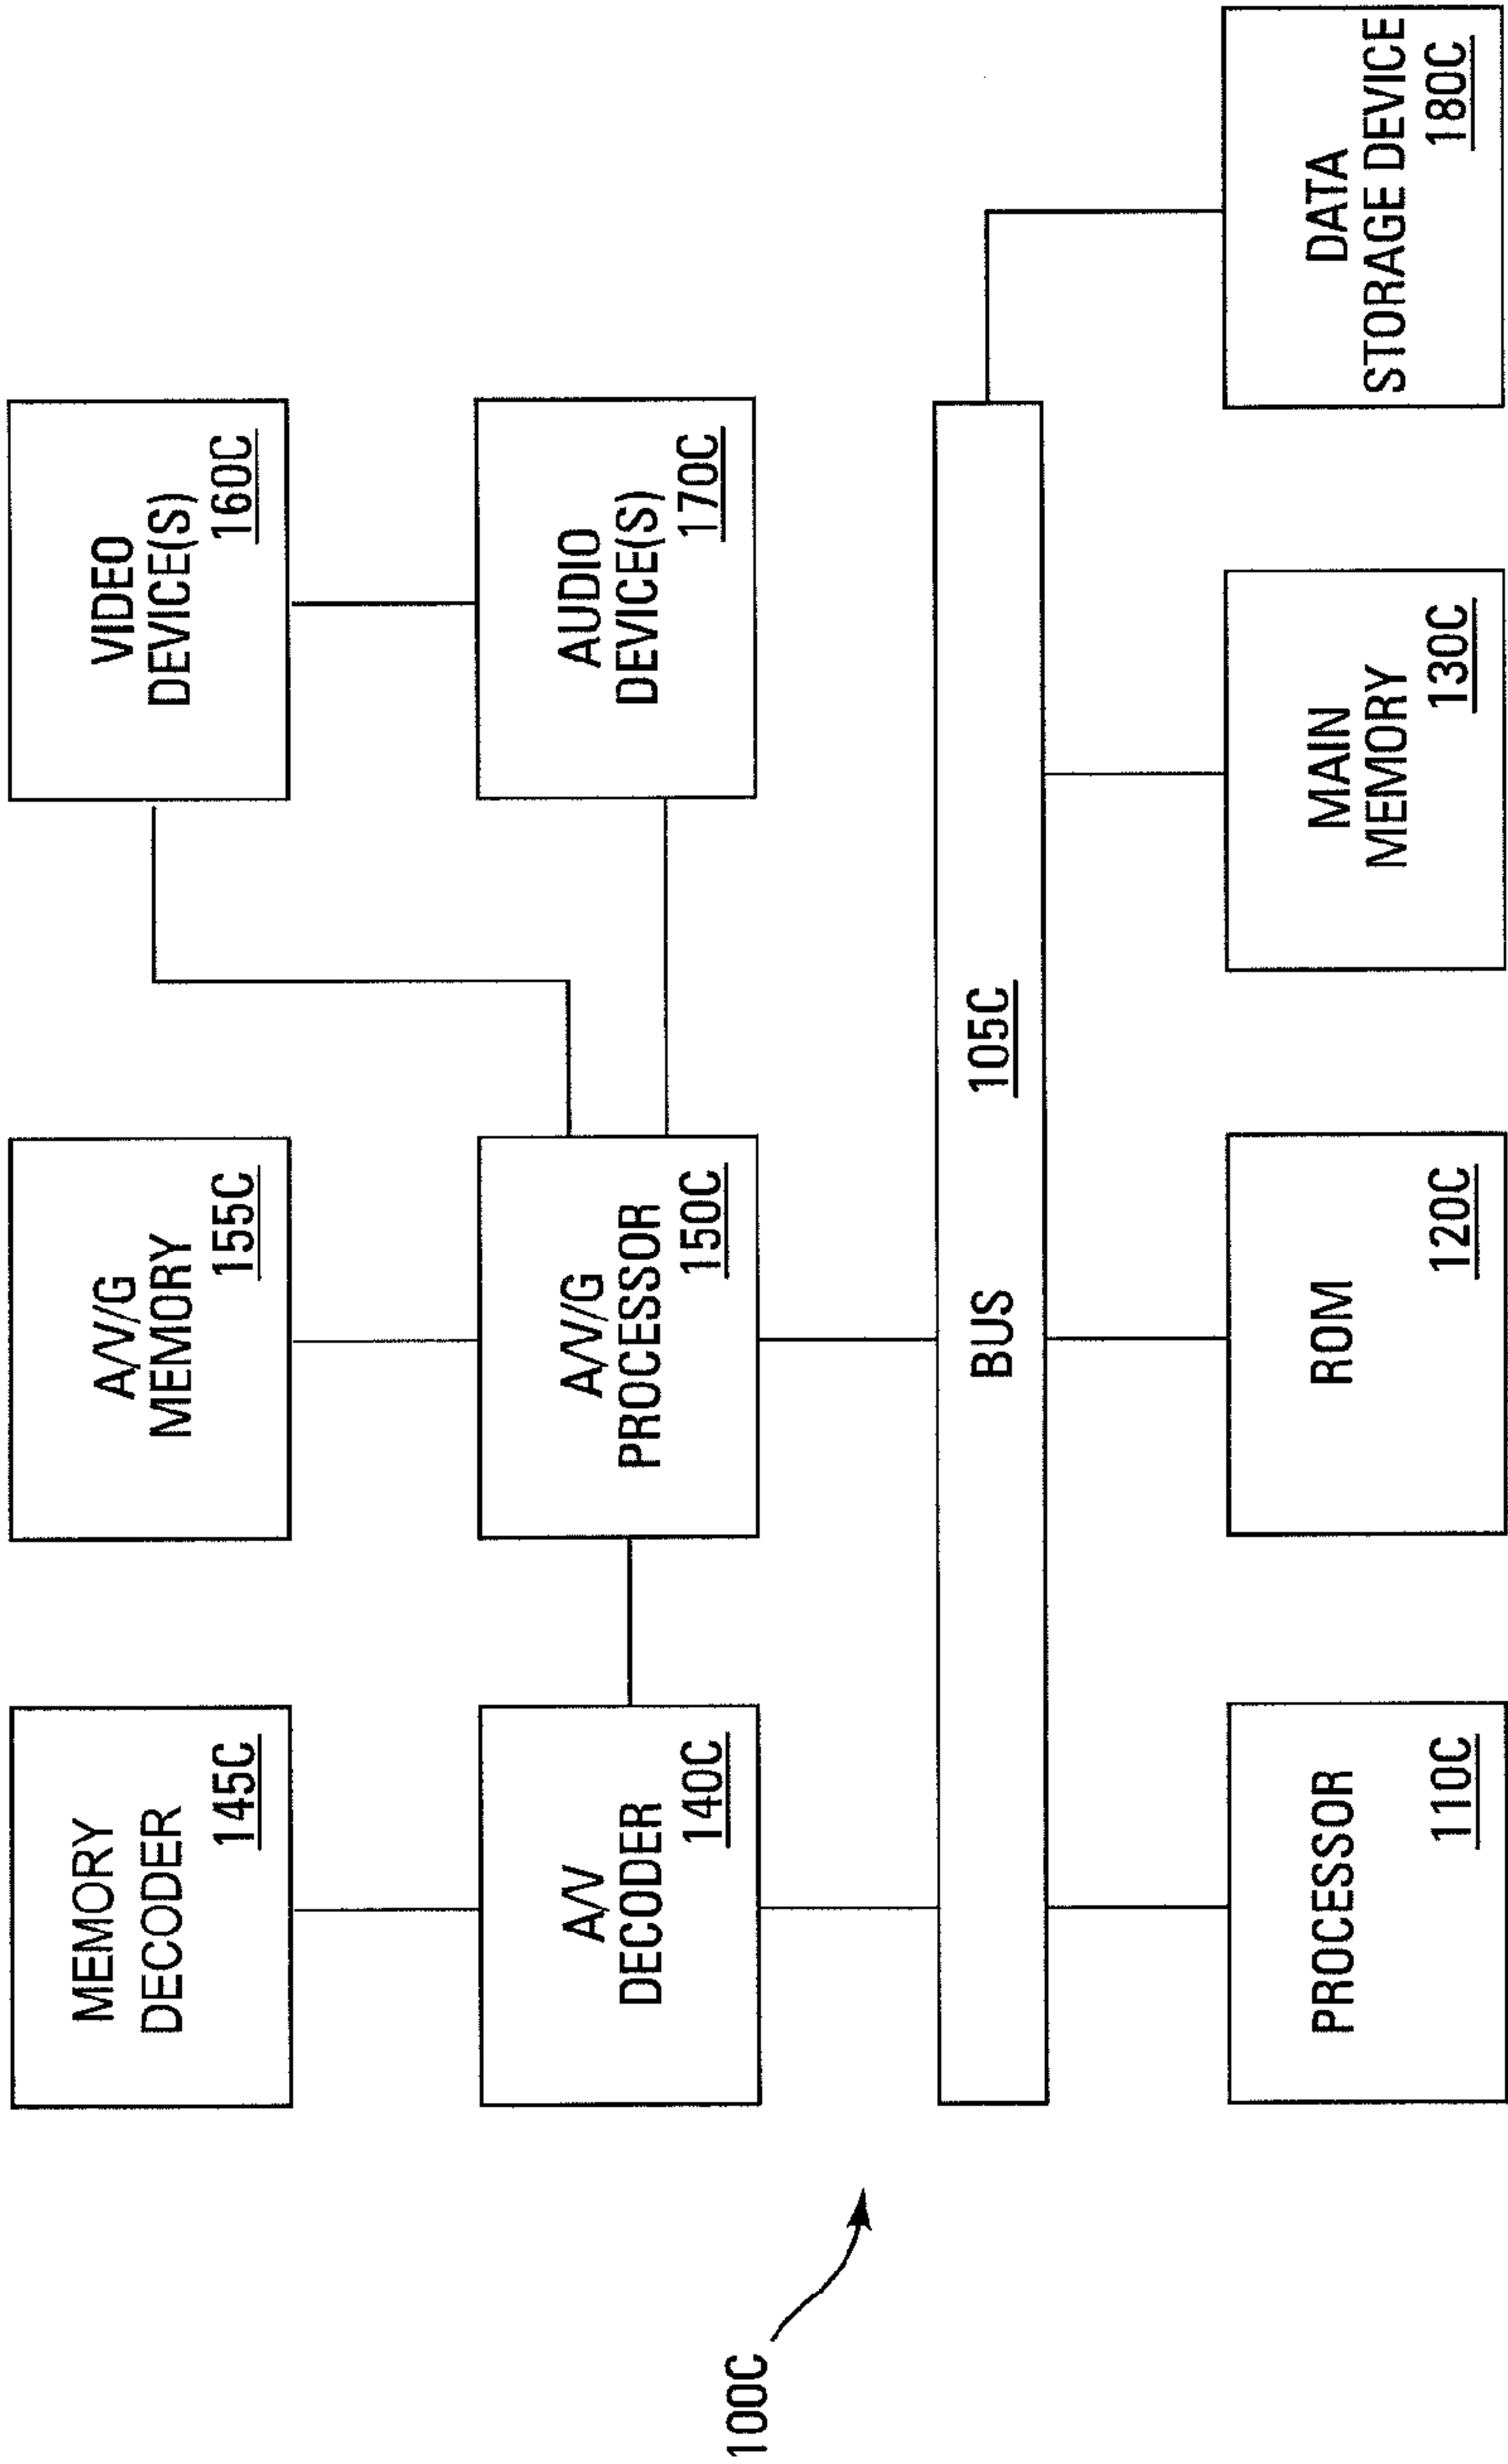 MEMORY
DECODER
145C
A/V/G
MEMORY
155C
VIDEO
DEVICE(S)
160C
A/V
DECODER
140C
A/V/G
PROCESSOR
150C
AUDIO
DEVICE(S)
170C
BUS 105C
PROCESSOR
110C
ROM
120C
MAIN
MEMORY
130C
DATA
STORAGE DEVICE
180C
100C